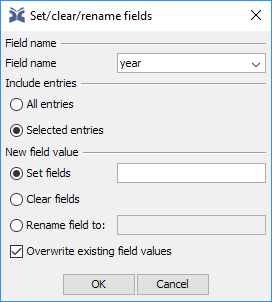 Set/clear/rename fields
Field name
Field name year
Include entries
All entries
Selected entries
New field value
Set fields
Clear fields
Rename field to:
Overwrite existing field values
OK Cancel